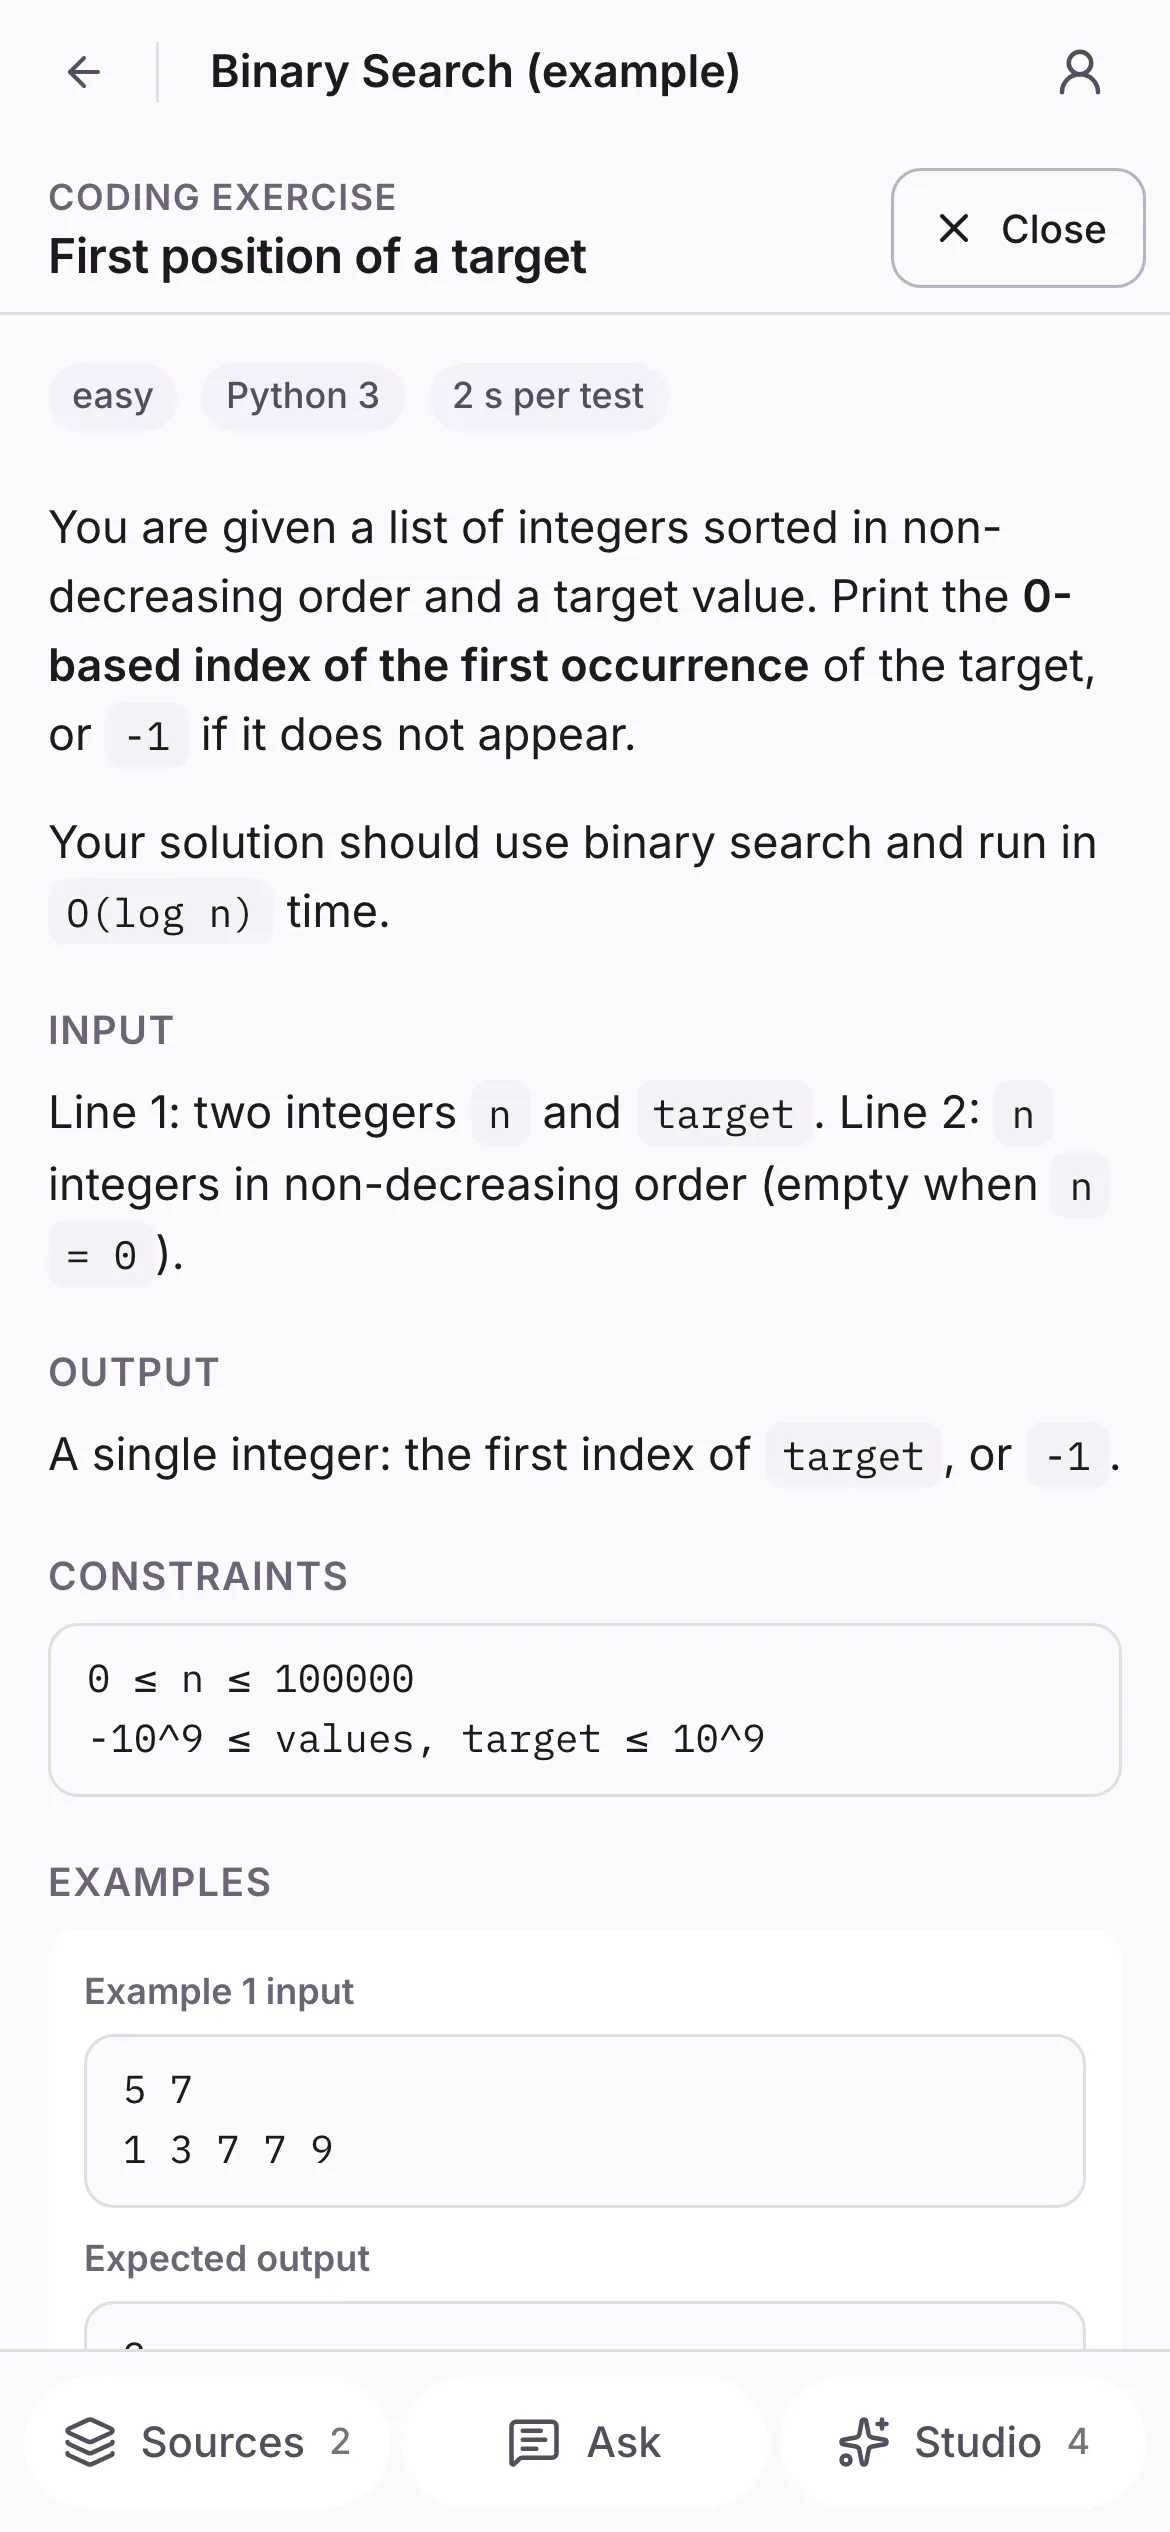 Binary Search (example)
CODING EXERCISE
First position of a target
Close
easy
Python 3
2 s per test
You are given a list of integers sorted in non-
decreasing order and a target value. Print the 0-
based index of the first occurrence of the target,
or -1 if it does not appear.
Your solution should use binary search and run in
O(log n) time.
INPUT
Line 1: two integers n and target. Line 2: n
integers in non-decreasing order (empty when n
= 0).
OUTPUT
A single integer: the first index of target, or -1.
CONSTRAINTS
0 ≤ n ≤ 100000
-10^9 ≤ values, target ≤ 10^9
EXAMPLES
Example 1 input
5 7
1 3 7 7 9
Expected output
Sources 2
Ask
Studio 4